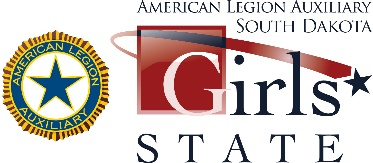 American Legion Auxiliary
South Dakota
AMERICAN LEGION
AUXILIARY
Girls
STATE